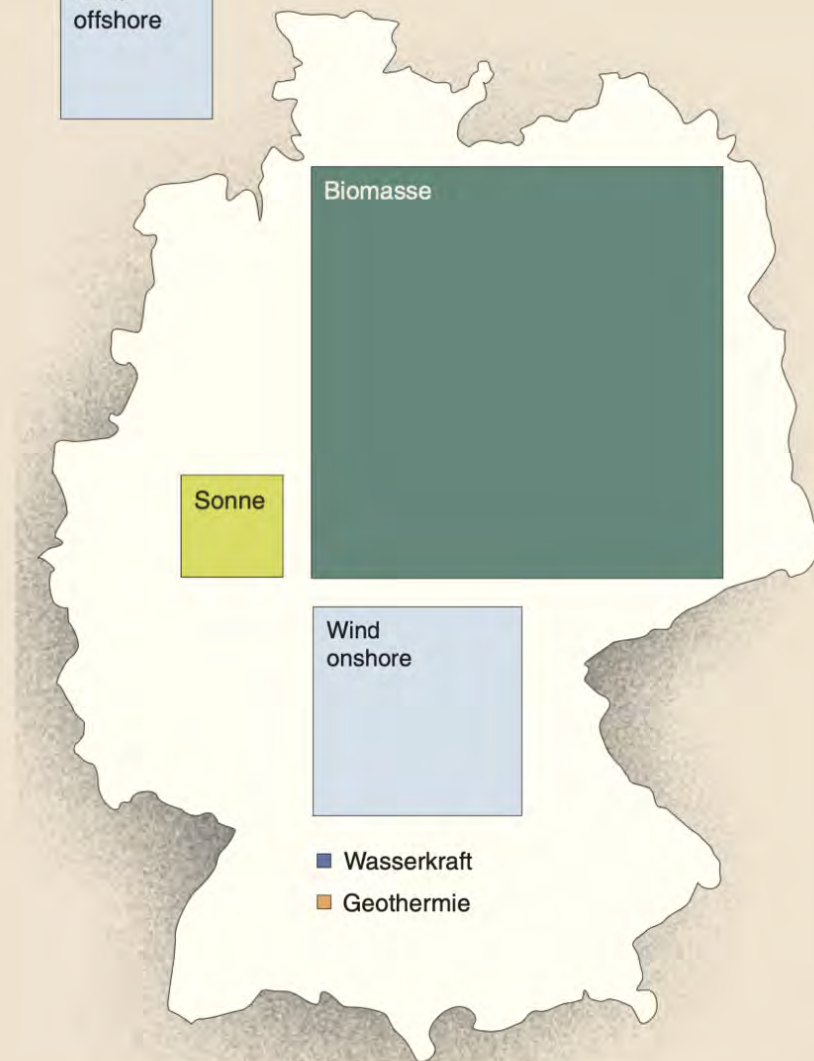 offshore
Biomasse
Sonne
Wind
onshore
Wasserkraft
Geothermie